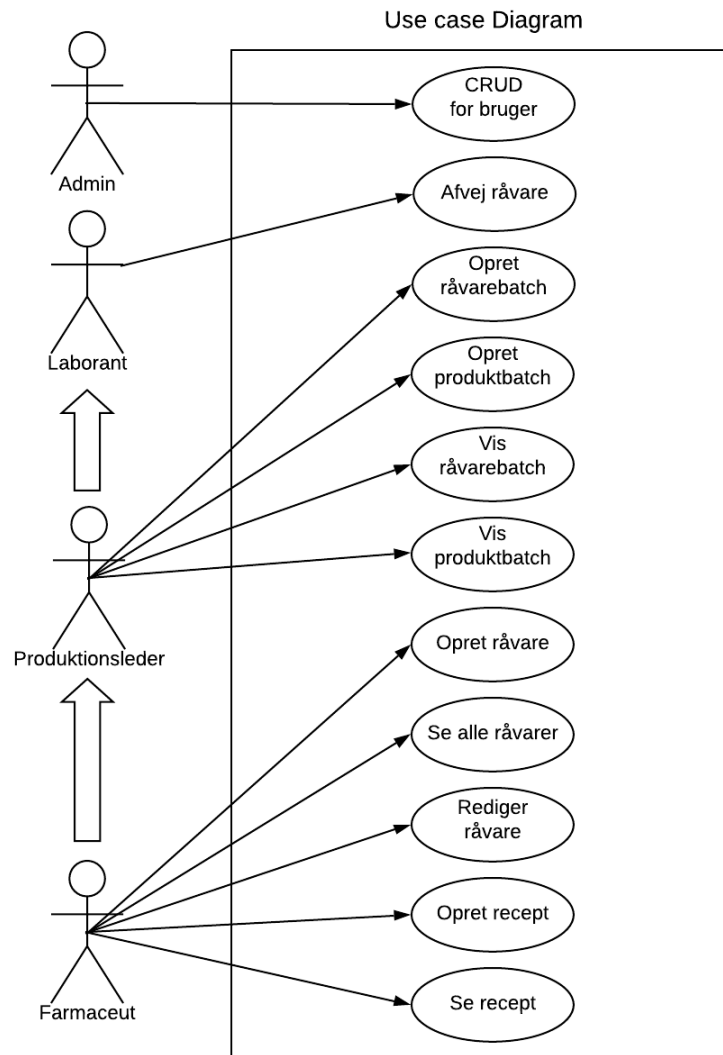 Use case Diagram
CRUD
for bruger
Admin
Afvej råvare
Opret
råvarebatch
Laborant
Opret
produktbatch
Vis
råvarebatch
Vis
produktbatch
Produktionsleder
Opret råvare
Se alle råvarer
Rediger
råvare
Opret recept
Se recept
Farmaceut